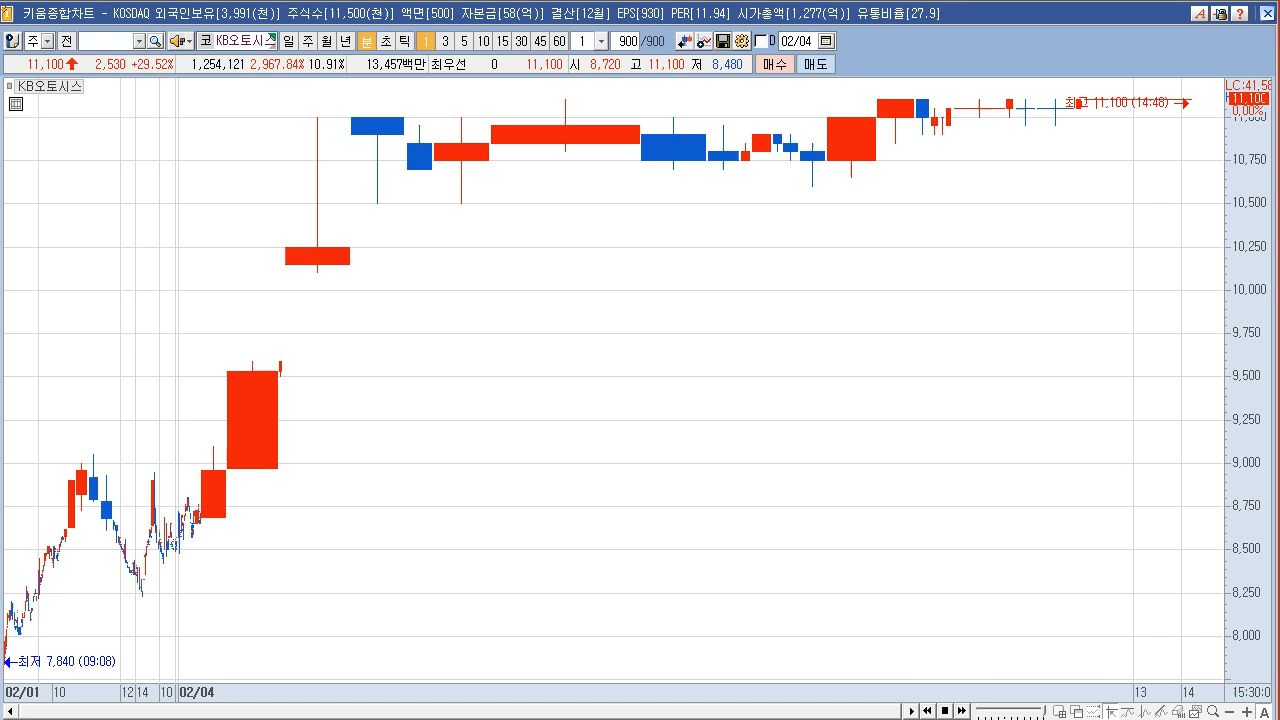 키움종합차트 - KOSDAQ 외국인보유[3,991(천)] 주식수[11,500(천)] 액면[500] 자본금[58(억)] 결산[12월] EPS[930] PER[11.94] 시가총액[1,277(억)] 유통비율[27.9]
주 전 코 KB오토시 일 주 월 년 분 초 틱 1 3 5 10 15 30 45 60 1 900 /900 D 02/04
11,100 2,530 +29.52% 1,254,121 2,967.84% 10.91% 13,457백만 최우선 0 11,100 시 8,720 고 11,100 저 8,480 매수 매도
KB오토시스
LC:41,58
최고 11,100 (14:48)
11,100
0.00%
11,000
10,750
10,500
10,250
10,000
9,750
9,500
9,250
9,000
8,750
8,500
8,250
8,000
최저 7,840 (09:08)
02/01 10 12 14 10 02/04 13 14 15:30:0
A